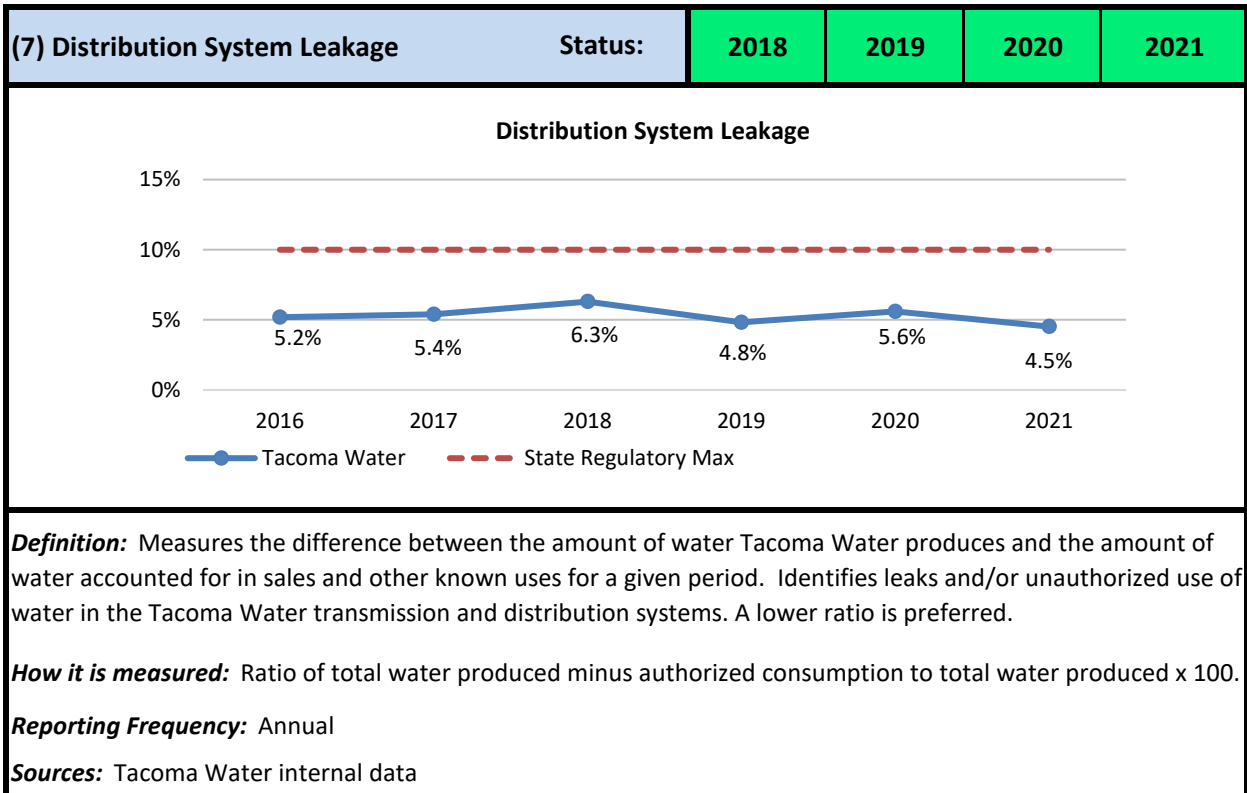 (7) Distribution System Leakage Status: 2018 2019 2020 2021
Distribution System Leakage
15%
10%
5%
5.2% 5.4% 6.3% 4.8% 5.6% 4.5%
0%
2016 2017 2018 2019 2020 2021
Tacoma Water State Regulatory Max
Definition: Measures the difference between the amount of water Tacoma Water produces and the amount of
water accounted for in sales and other known uses for a given period. Identifies leaks and/or unauthorized use of
water in the Tacoma Water transmission and distribution systems. A lower ratio is preferred.
How it is measured: Ratio of total water produced minus authorized consumption to total water produced x 100.
Reporting Frequency: Annual
Sources: Tacoma Water internal data